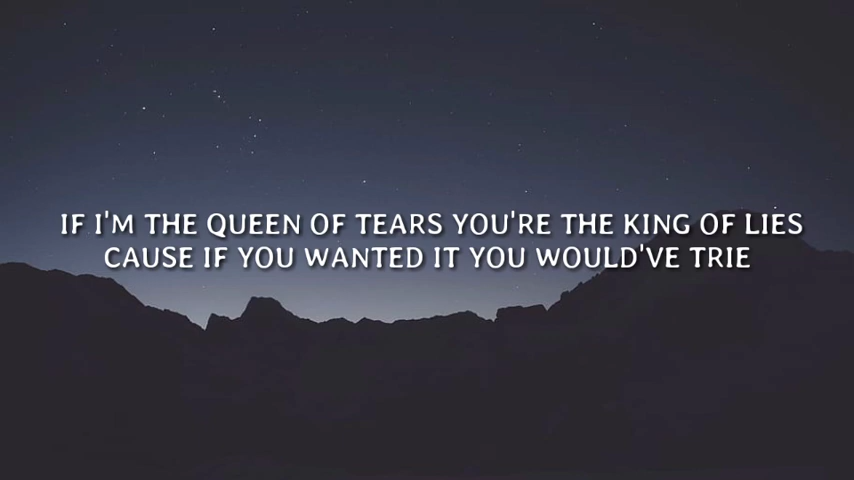 IF I'M THE QUEEN OF TEARS YOU'RE THE KING OF LIES
CAUSE IF YOU WANTED IT YOU WOULD'VE TRIE